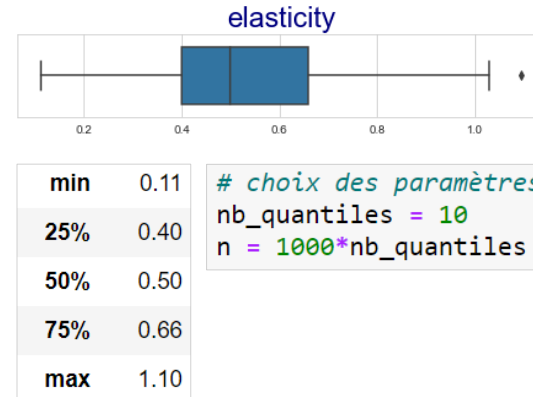 elasticity
0.2 0.4 0.6 0.8 1.0
min 0.11
25% 0.40
50% 0.50
75% 0.66
max 1.10
# choix des paramètres
nb_quantiles = 10
n = 1000*nb_quantiles